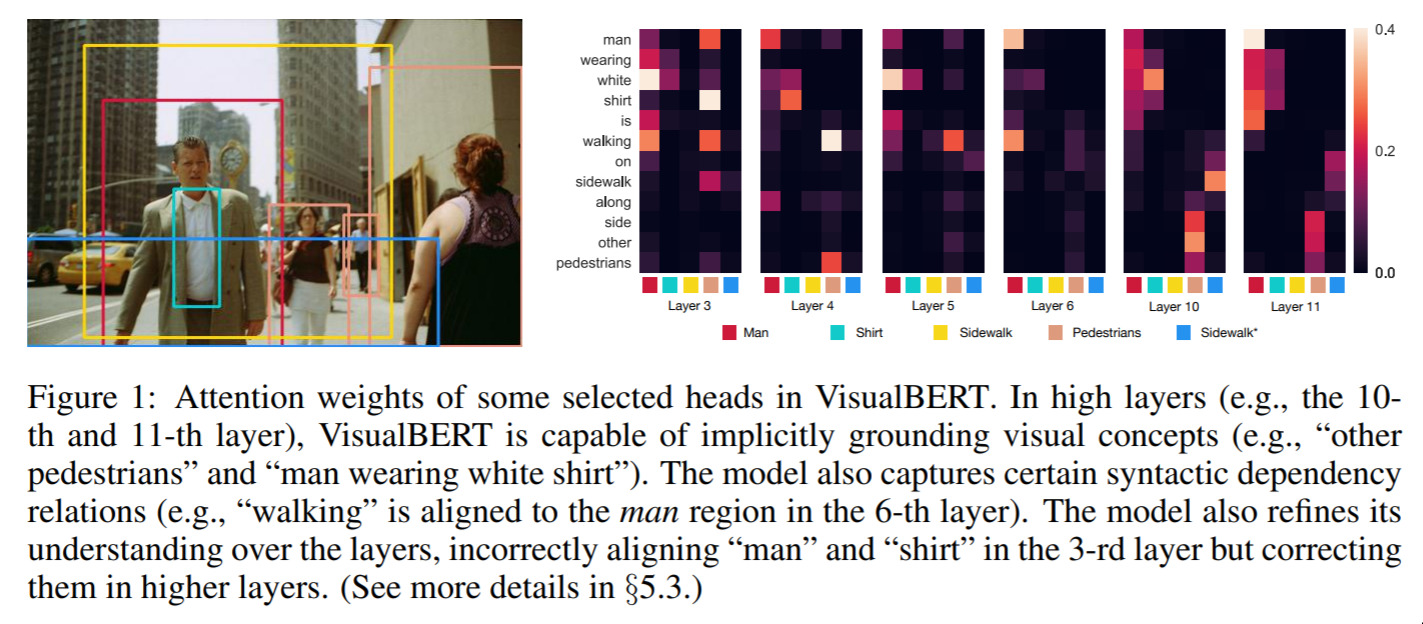 man
wearing
white
shirt
is
walking
on
sidewalk
along
side
other
pedestrians
0.4
0.2
0.0
Layer 3 Layer 4 Layer 5 Layer 6 Layer 10 Layer 11
Man Shirt Sidewalk Pedestrians Sidewalk*
Figure 1: Attention weights of some selected heads in VisualBERT. In high layers (e.g., the 10-
th and 11-th layer), VisualBERT is capable of implicitly grounding visual concepts (e.g., “other
pedestrians” and “man wearing white shirt”). The model also captures certain syntactic dependency
relations (e.g., “walking” is aligned to the man region in the 6-th layer). The model also refines its
understanding over the layers, incorrectly aligning “man” and “shirt” in the 3-rd layer but correcting
them in higher layers. (See more details in §5.3.)